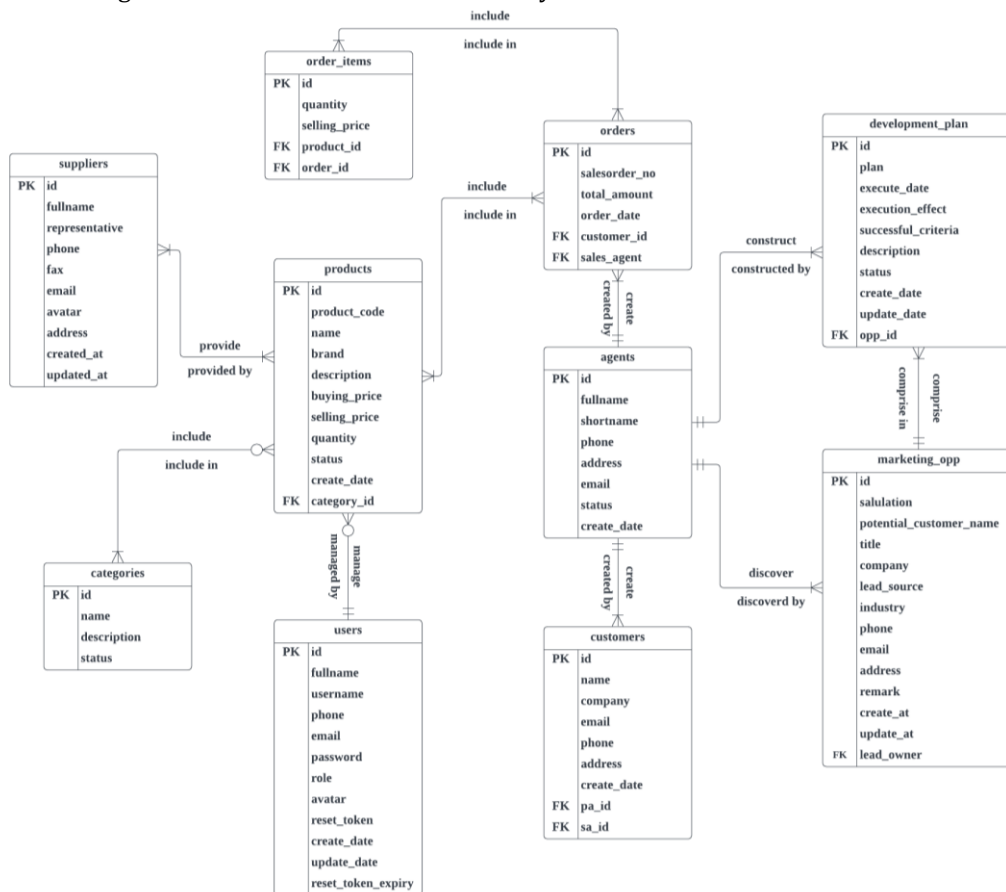 include
include in
order_items
PK id
quantity
selling_price
FK product_id
FK order_id
orders
PK id
salesorder_no
total_amount
order_date
FK customer_id
FK sales_agent
development_plan
PK id
plan
execute_date
execution_effect
successful_criteria
description
status
create_date
update_date
FK opp_id
suppliers
PK id
fullname
representative
phone
fax
email
avatar
address
created_at
updated_at
include
include in
construct
constructed by
products
PK id
product_code
name
brand
description
buying_price
selling_price
quantity
status
create_date
FK category_id
provide
provided by
create
created by
agents
PK id
fullname
shortname
phone
address
email
status
create_date
comprise
comprise in
include
include in
marketing_opp
PK id
salulation
potential_customer_name
title
company
lead_source
industry
phone
email
address
remark
create_at
update_at
FK lead_owner
manage
managed by
create
created by
discover
discoverd by
categories
PK id
name
description
status
users
PK id
fullname
username
phone
email
password
role
avatar
reset_token
create_date
update_date
reset_token_expiry
customers
PK id
name
company
email
phone
address
create_date
FK pa_id
FK sa_id